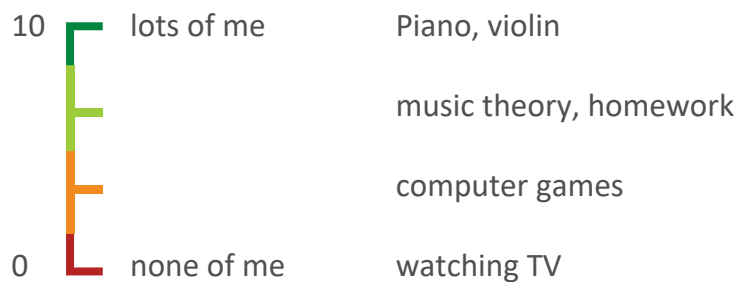 10 lots of me Piano, violin
music theory, homework
computer games
0 none of me watching TV